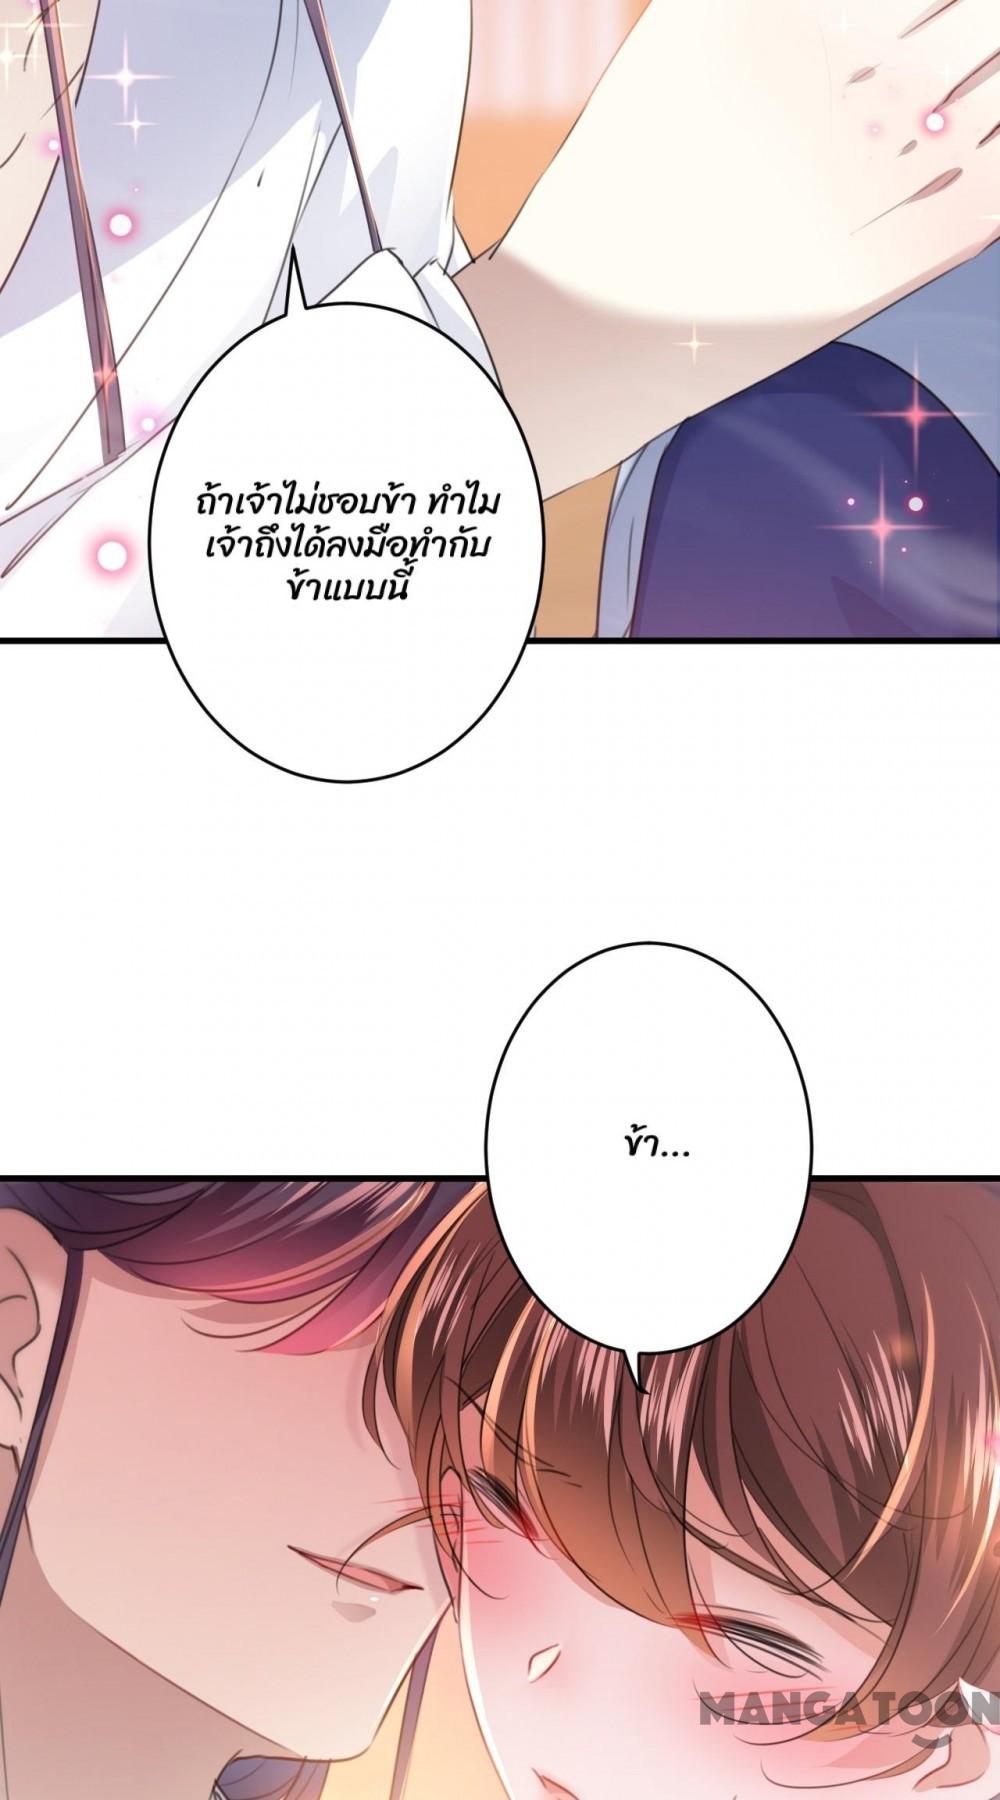 ถ้าเจ้าไม่ชอบข้า ทำไม
เจ้าถึงได้ลงมือทำกับ
ข้าแบบนี้
ข้า...
MANGATOON